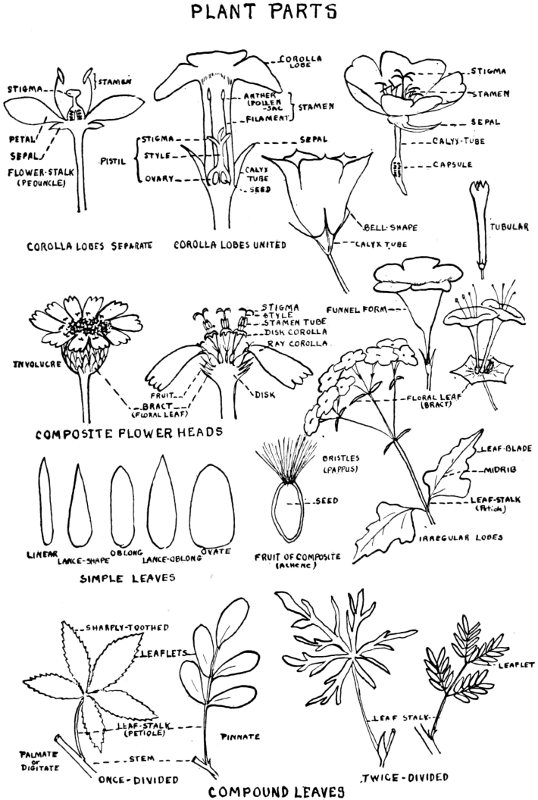 PLANT PARTS
STIGMA
STAMEN
PETAL
SEPAL
FLOWER-STALK
(PEDUNCLE)
COROLLA LOBES SEPARATE
COROLLA
LOBE
ANTHER
(POLLEN
-SAC)
STAMEN
FILAMENT
STIGMA
SEPAL
PISTIL
STYLE
OVARY
CALYX
TUBE
SEED
COROLLA LOBES UNITED
STIGMA
STAMEN
SEPAL
CALYX-TUBE
CAPSULE
BELL-SHAPE
CALYX TUBE
TUBULAR
FUNNEL FORM
INVOLUCRE
STIGMA
STYLE
STAMEN TUBE
DISK COROLLA
RAY COROLLA
FRUIT
BRACT
(FLORAL LEAF)
DISK
COMPOSITE FLOWER HEADS
FLORAL LEAF
(BRACT)
LEAF-BLADE
MIDRIB
LEAF-STALK
(Petiole)
IRREGULAR LOBES
LINEAR
LANCE-SHAPE
OBLONG
LANCE-OBLONG
OVATE
SIMPLE LEAVES
BRISTLES
(PAPPUS)
SEED
FRUIT OF COMPOSITE
(ACHENE)
SHARPLY-TOOTHED
LEAFLETS
LEAF-STALK
(PETIOLE)
PALMATE
OR
DIGITATE
STEM
PINNATE
ONCE-DIVIDED
LEAFLET
LEAF STALK
TWICE-DIVIDED
COMPOUND LEAVES